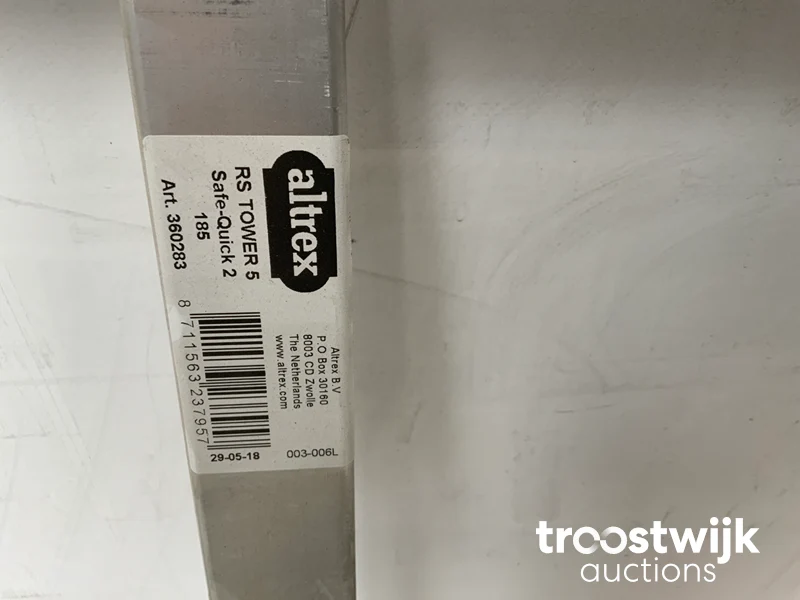 altrex
RS TOWER 5
Safe-Quick 2
185
Art. 360283
Altrex B.V
P.O Box 30160
8003 CD Zwolle
The Netherlands
www.altrex.com
8 711563 237957
29-05-18
003-006L
troostwijk
auctions